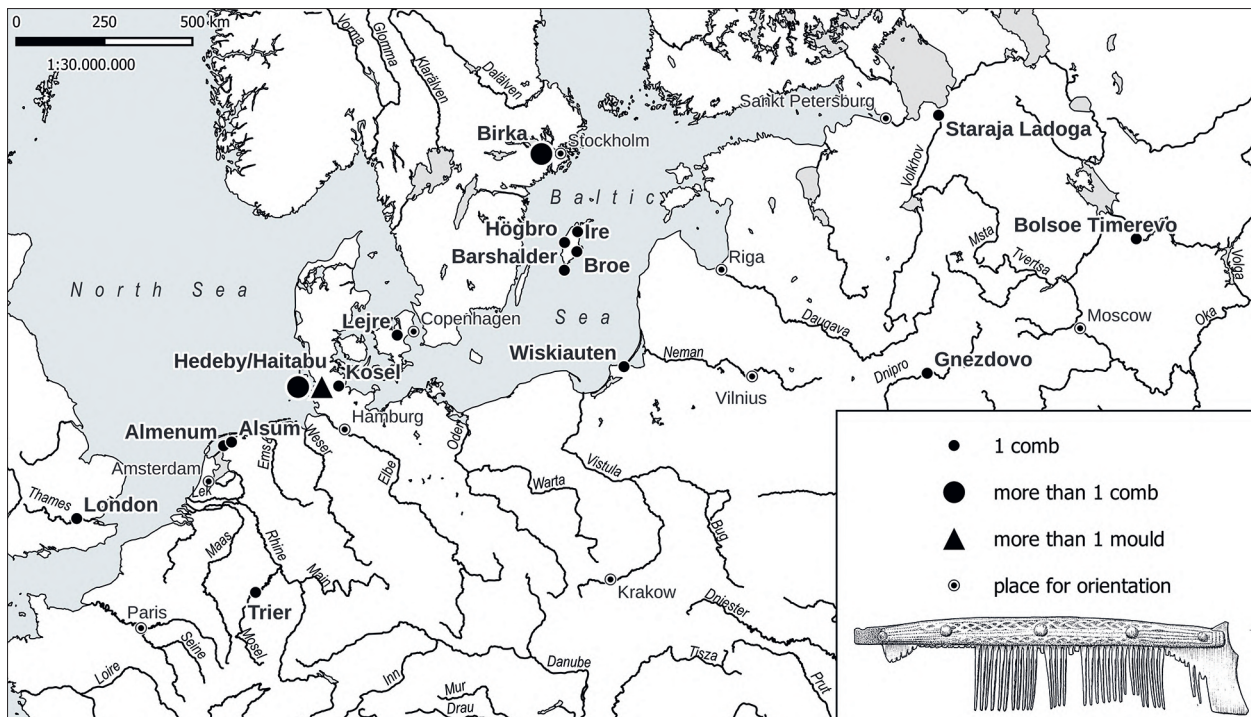 0 250 500 km
1:30.000.000
Vorma
Glomma
Klarälven
Dalälven
Sankt Petersburg
Staraja Ladoga
Birka
Stockholm
Volkhov
Baltic
Högbro
Ire
Barshalder
Broe
Bolsoe Timerevo
Msta
Tvertsa
Volga
Riga
North Sea
Sea
Lejre
Copenhagen
Daugava
Moscow
Oka
Hedeby/Haitabu
Kosel
Wiskiauten
Neman
Vilnius
Dnipro
Gnezdovo
Hamburg
Almenum
Alsum
Ems
Weser
Elbe
Oder
Amsterdam
Lek
Vistula
Warta
Thames
London
Bug
Maas
Rhine
Main
Trier
Mosel
Paris
Seine
Loire
Krakow
Dniester
Danube
Inn
Mur
Drau
Tisza
Prut
1 comb
more than 1 comb
more than 1 mould
place for orientation